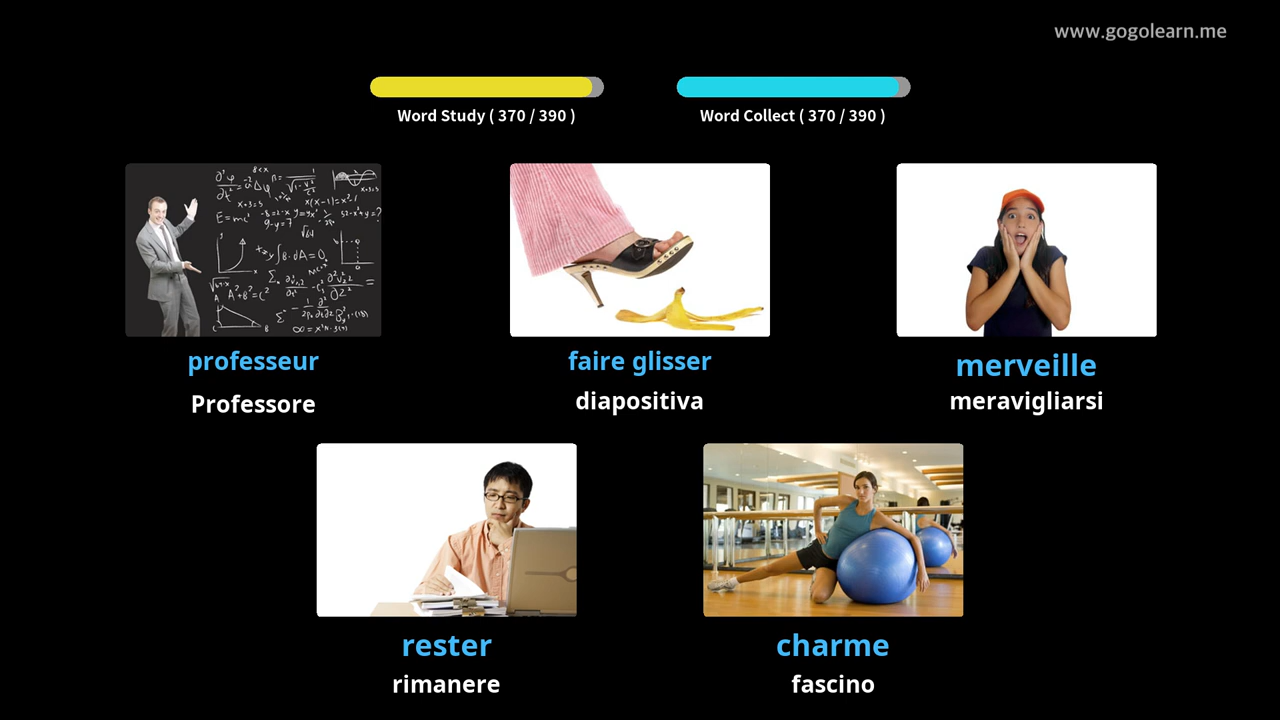 www.gogolearn.me
Word Study ( 370 / 390 )
Word Collect ( 370 / 390 )
professeur
Professore
faire glisser
diapositiva
merveille
meravigliarsi
rester
rimanere
charme
fascino